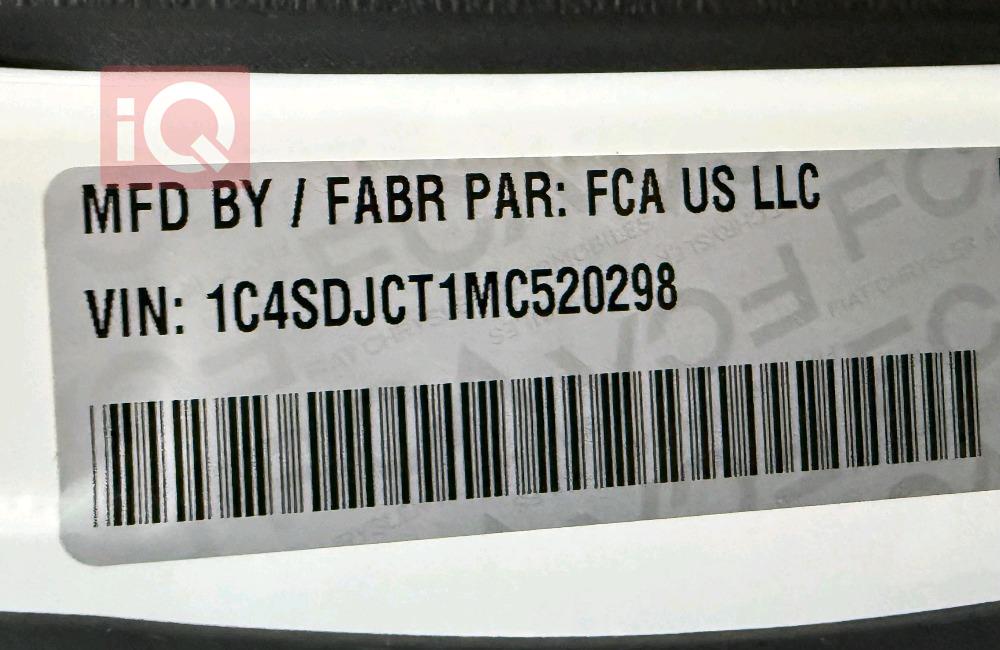 iQ
MFD BY / FABR PAR: FCA US LLC
VIN: 1C4SDJCT1MC520298